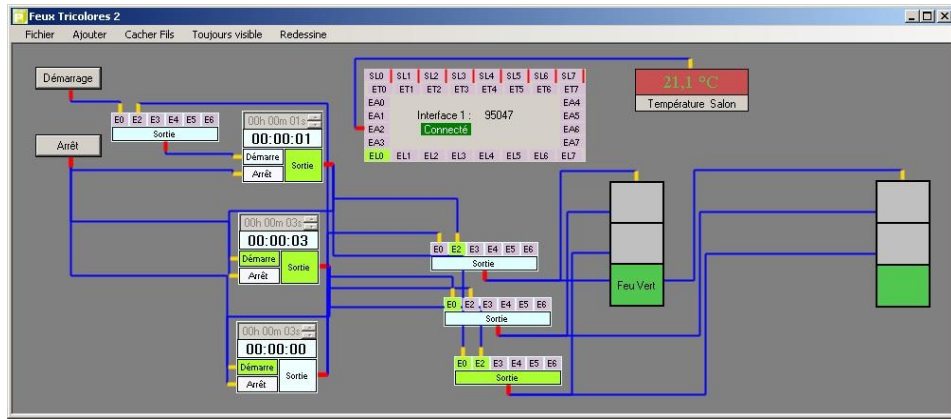 Feux Tricolores 2
Fichier Ajouter Cacher Fils Toujours visible Redessine
Démarrage
Arrêt
E0 E2 E3 E4 E5 E6
Sortie
00h 00m 01s
00:00:01
Démarre
Arrêt
Sortie
00h 00m 03s
00:00:03
Démarre
Arrêt
Sortie
00h 00m 03s
00:00:00
Démarre
Arrêt
Sortie
SL0 SL1 SL2 SL3 SL4 SL5 SL6 SL7
ET0 ET1 ET2 ET3 ET4 ET5 ET6 ET7
EA0 EA4
EA1 Interface 1 : 95047 EA5
EA2 Connecté EA6
EA3 EA7
EL0 EL1 EL2 EL3 EL4 EL5 EL6 EL7
21,1 °C
Température Salon
E0 E2 E3 E4 E5 E6
Sortie
E0 E2 E3 E4 E5 E6
Sortie
E0 E2 E3 E4 E5 E6
Sortie
Feu Vert